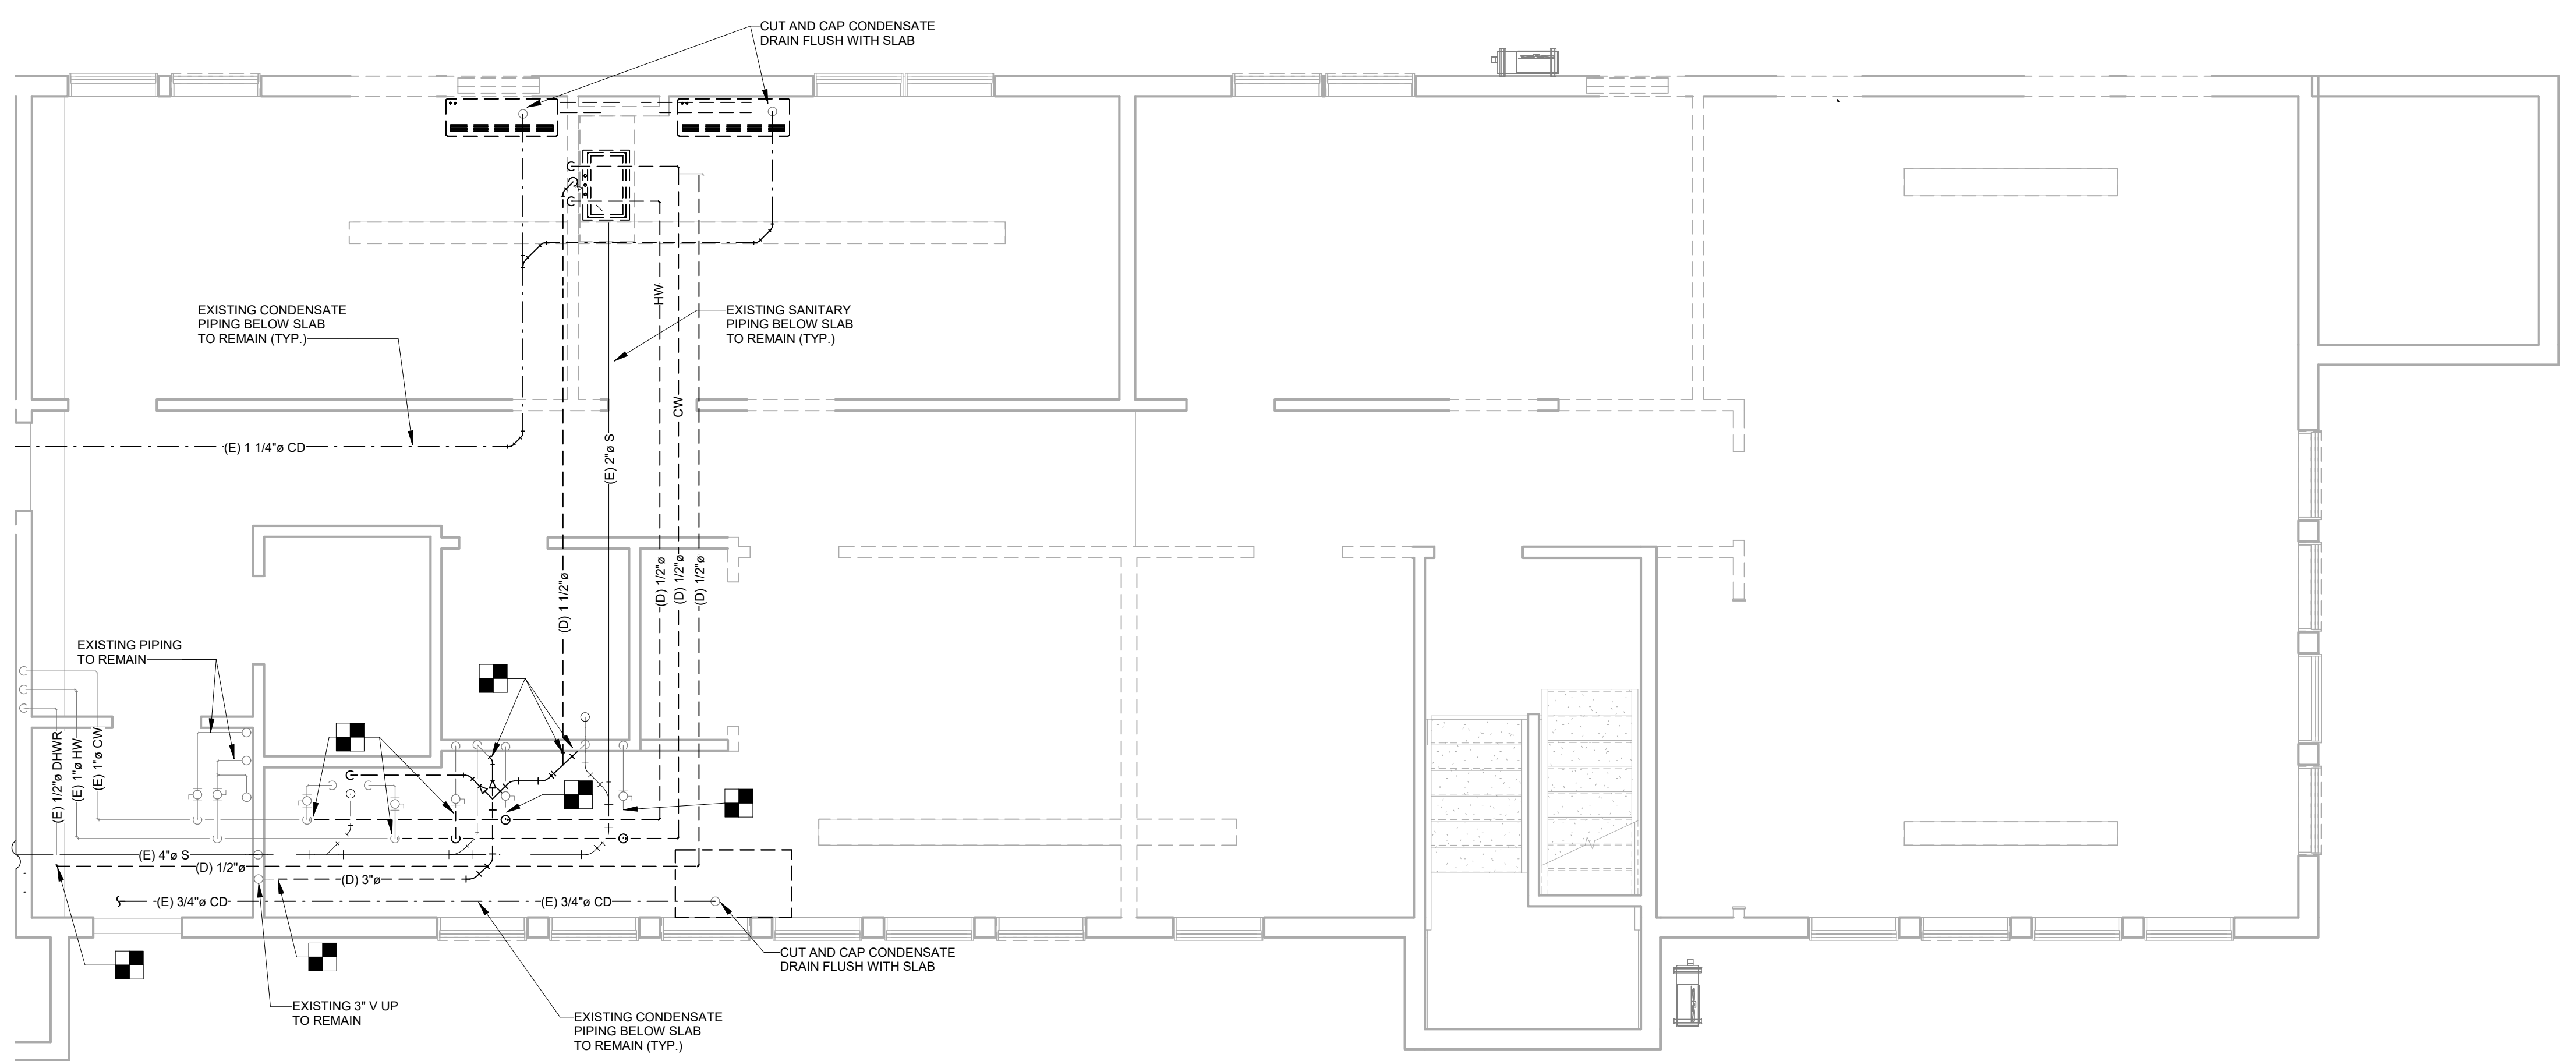 CUT AND CAP CONDENSATE
DRAIN FLUSH WITH SLAB
EXISTING CONDENSATE
PIPING BELOW SLAB
TO REMAIN (TYP.)
EXISTING SANITARY
PIPING BELOW SLAB
TO REMAIN (TYP.)
HW
CW
(E) 1 1/4"ø CD
(E) 2"ø S
(D) 1 1/2"ø
(D) 1/2"ø
(D) 1/2"ø
(D) 1/2"ø
EXISTING PIPING
TO REMAIN
(E) 1/2"ø DHWR
(E) 1"ø HW
(E) 1"ø CW
(E) 4"ø S
(D) 1/2"ø
(D) 3"ø
(E) 3/4"ø CD
(E) 3/4"ø CD
CUT AND CAP CONDENSATE
DRAIN FLUSH WITH SLAB
EXISTING 3" V UP
TO REMAIN
EXISTING CONDENSATE
PIPING BELOW SLAB
TO REMAIN (TYP.)